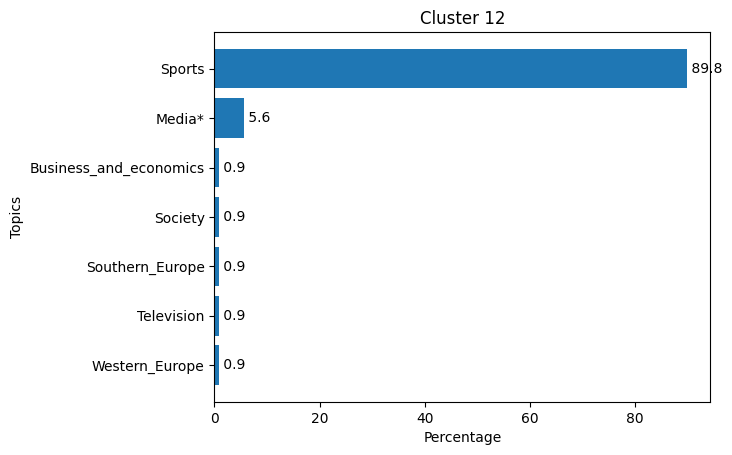 Cluster 12
Sports 89.8
Media* 5.6
Business_and_economics 0.9
Society 0.9
Southern_Europe 0.9
Television 0.9
Western_Europe 0.9
Topics
0 20 40 60 80
Percentage